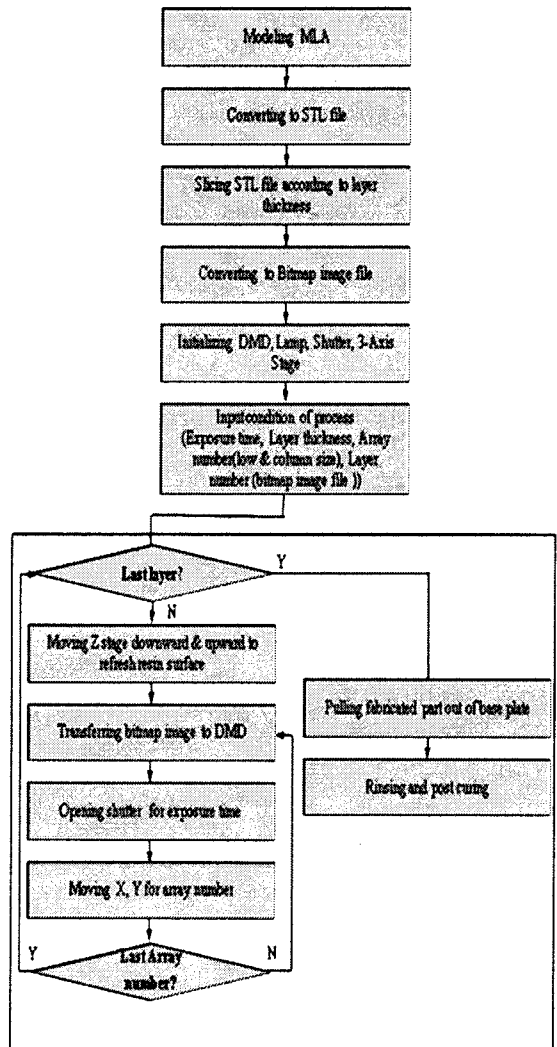 Modeling MLA
Converting to STL file
Slicing STL file according to layer
thickness
Converting to Bitmap image file
Initializing DMD, Lamp, Shutter, 3-Axis
Stage
Input condition of process
(Exposure time, Layer thickness, Array
number(low & column size), Layer
number (bitmap image file ))
Last layer?
Y
N
Moving Z stage downward & upward to
refresh resin surface
Transferring bitmap image to DMD
Opening shutter for exposure time
Moving X, Y for array number
Y
Last Array
number?
N
Pulling fabricated part out of base plate
Rinsing and post curing